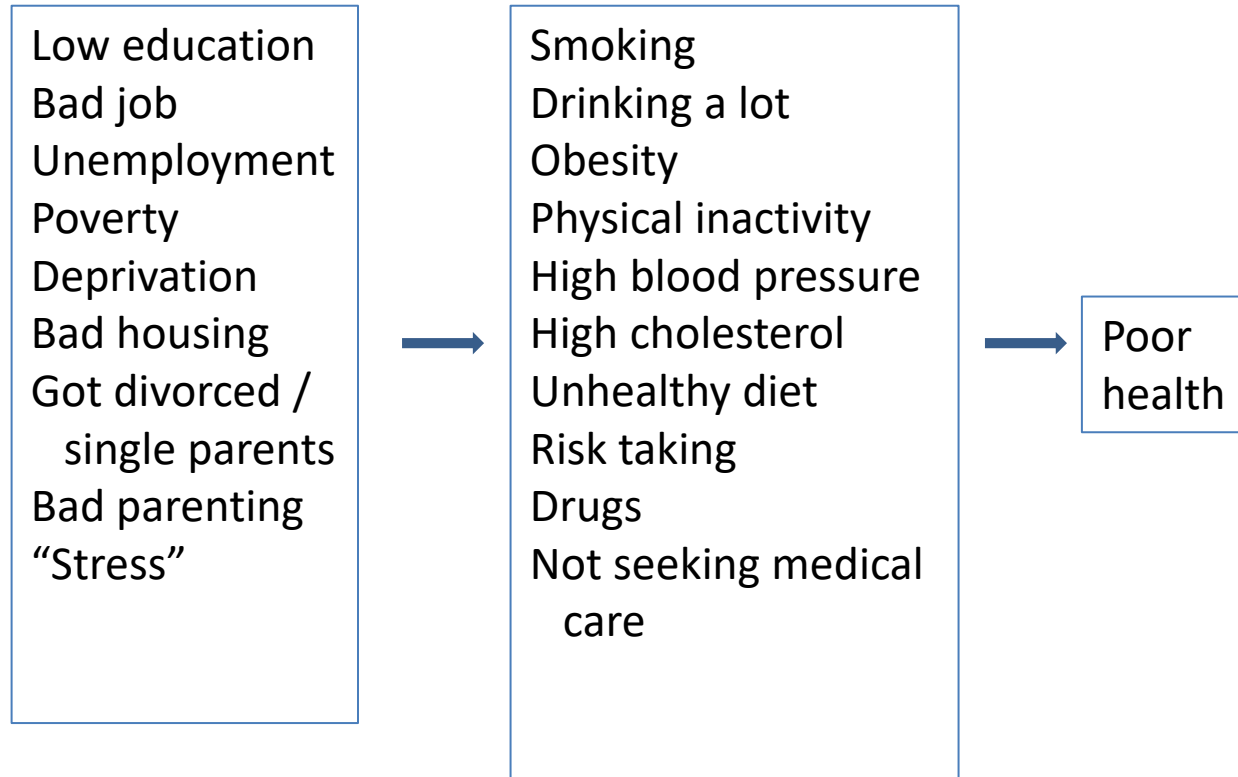 Low education
Bad job
Unemployment
Poverty
Deprivation
Bad housing
Got divorced /
single parents
Bad parenting
“Stress”
Smoking
Drinking a lot
Obesity
Physical inactivity
High blood pressure
High cholesterol
Unhealthy diet
Risk taking
Drugs
Not seeking medical
care
Poor
health